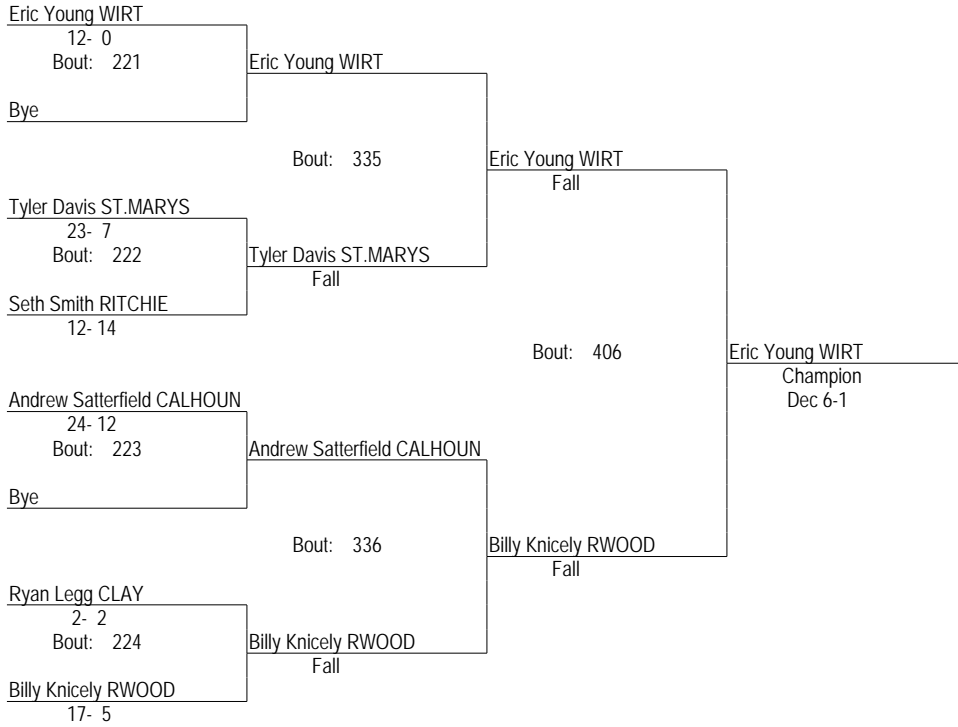 Eric Young WIRT
12- 0
Bout: 221
Eric Young WIRT
Bye
Bout: 335
Eric Young WIRT
Fall
Tyler Davis ST.MARYS
23- 7
Bout: 222
Tyler Davis ST.MARYS
Fall
Seth Smith RITCHIE
12- 14
Bout: 406
Eric Young WIRT
Champion
Dec 6-1
Andrew Satterfield CALHOUN
24- 12
Bout: 223
Andrew Satterfield CALHOUN
Bye
Bout: 336
Billy Knicely RWOOD
Fall
Ryan Legg CLAY
2- 2
Bout: 224
Billy Knicely RWOOD
Fall
Billy Knicely RWOOD
17- 5